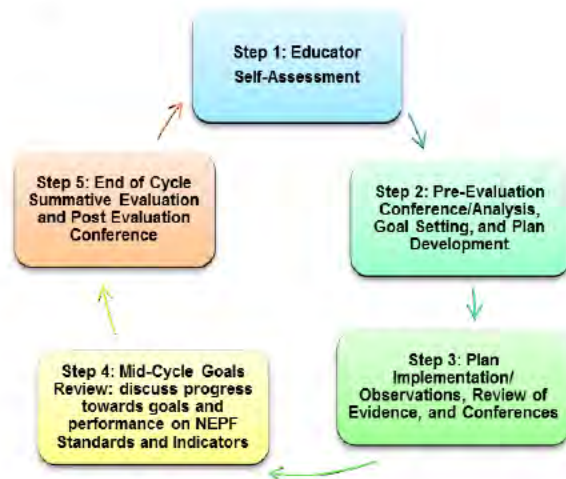 Step 1: Educator
Self-Assessment
Step 2: Pre-Evaluation
Conference/Analysis,
Goal Setting, and Plan
Development
Step 3: Plan
Implementation/
Observations, Review of
Evidence, and Conferences
Step 4: Mid-Cycle Goals
Review: discuss progress
towards goals and
performance on NEPF
Standards and Indicators
Step 5: End of Cycle
Summative Evaluation
and Post Evaluation
Conference